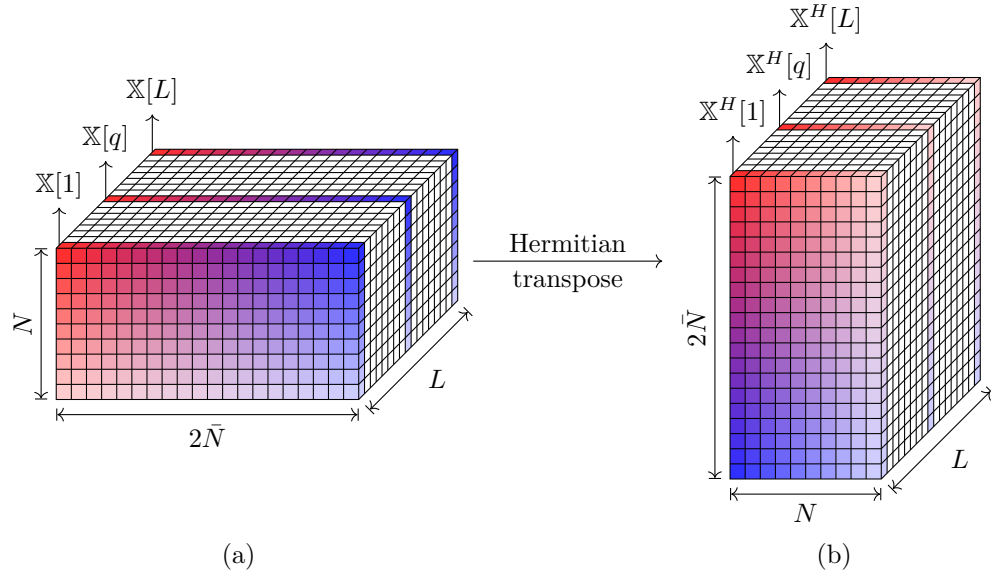 𝕏[L]
𝕏[q]
𝕏[1]
N
2N̄
L
(a)
Hermitian
transpose
𝕏^H[L]
𝕏^H[q]
𝕏^H[1]
2N̄
N
L
(b)